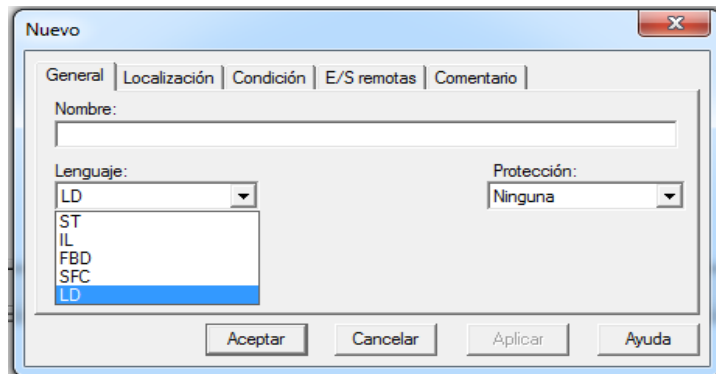 Nuevo
General Localización Condición E/S remotas Comentario
Nombre:
Lenguaje: Protección:
LD Ninguna
ST
IL
FBD
SFC
LD
Aceptar Cancelar Aplicar Ayuda